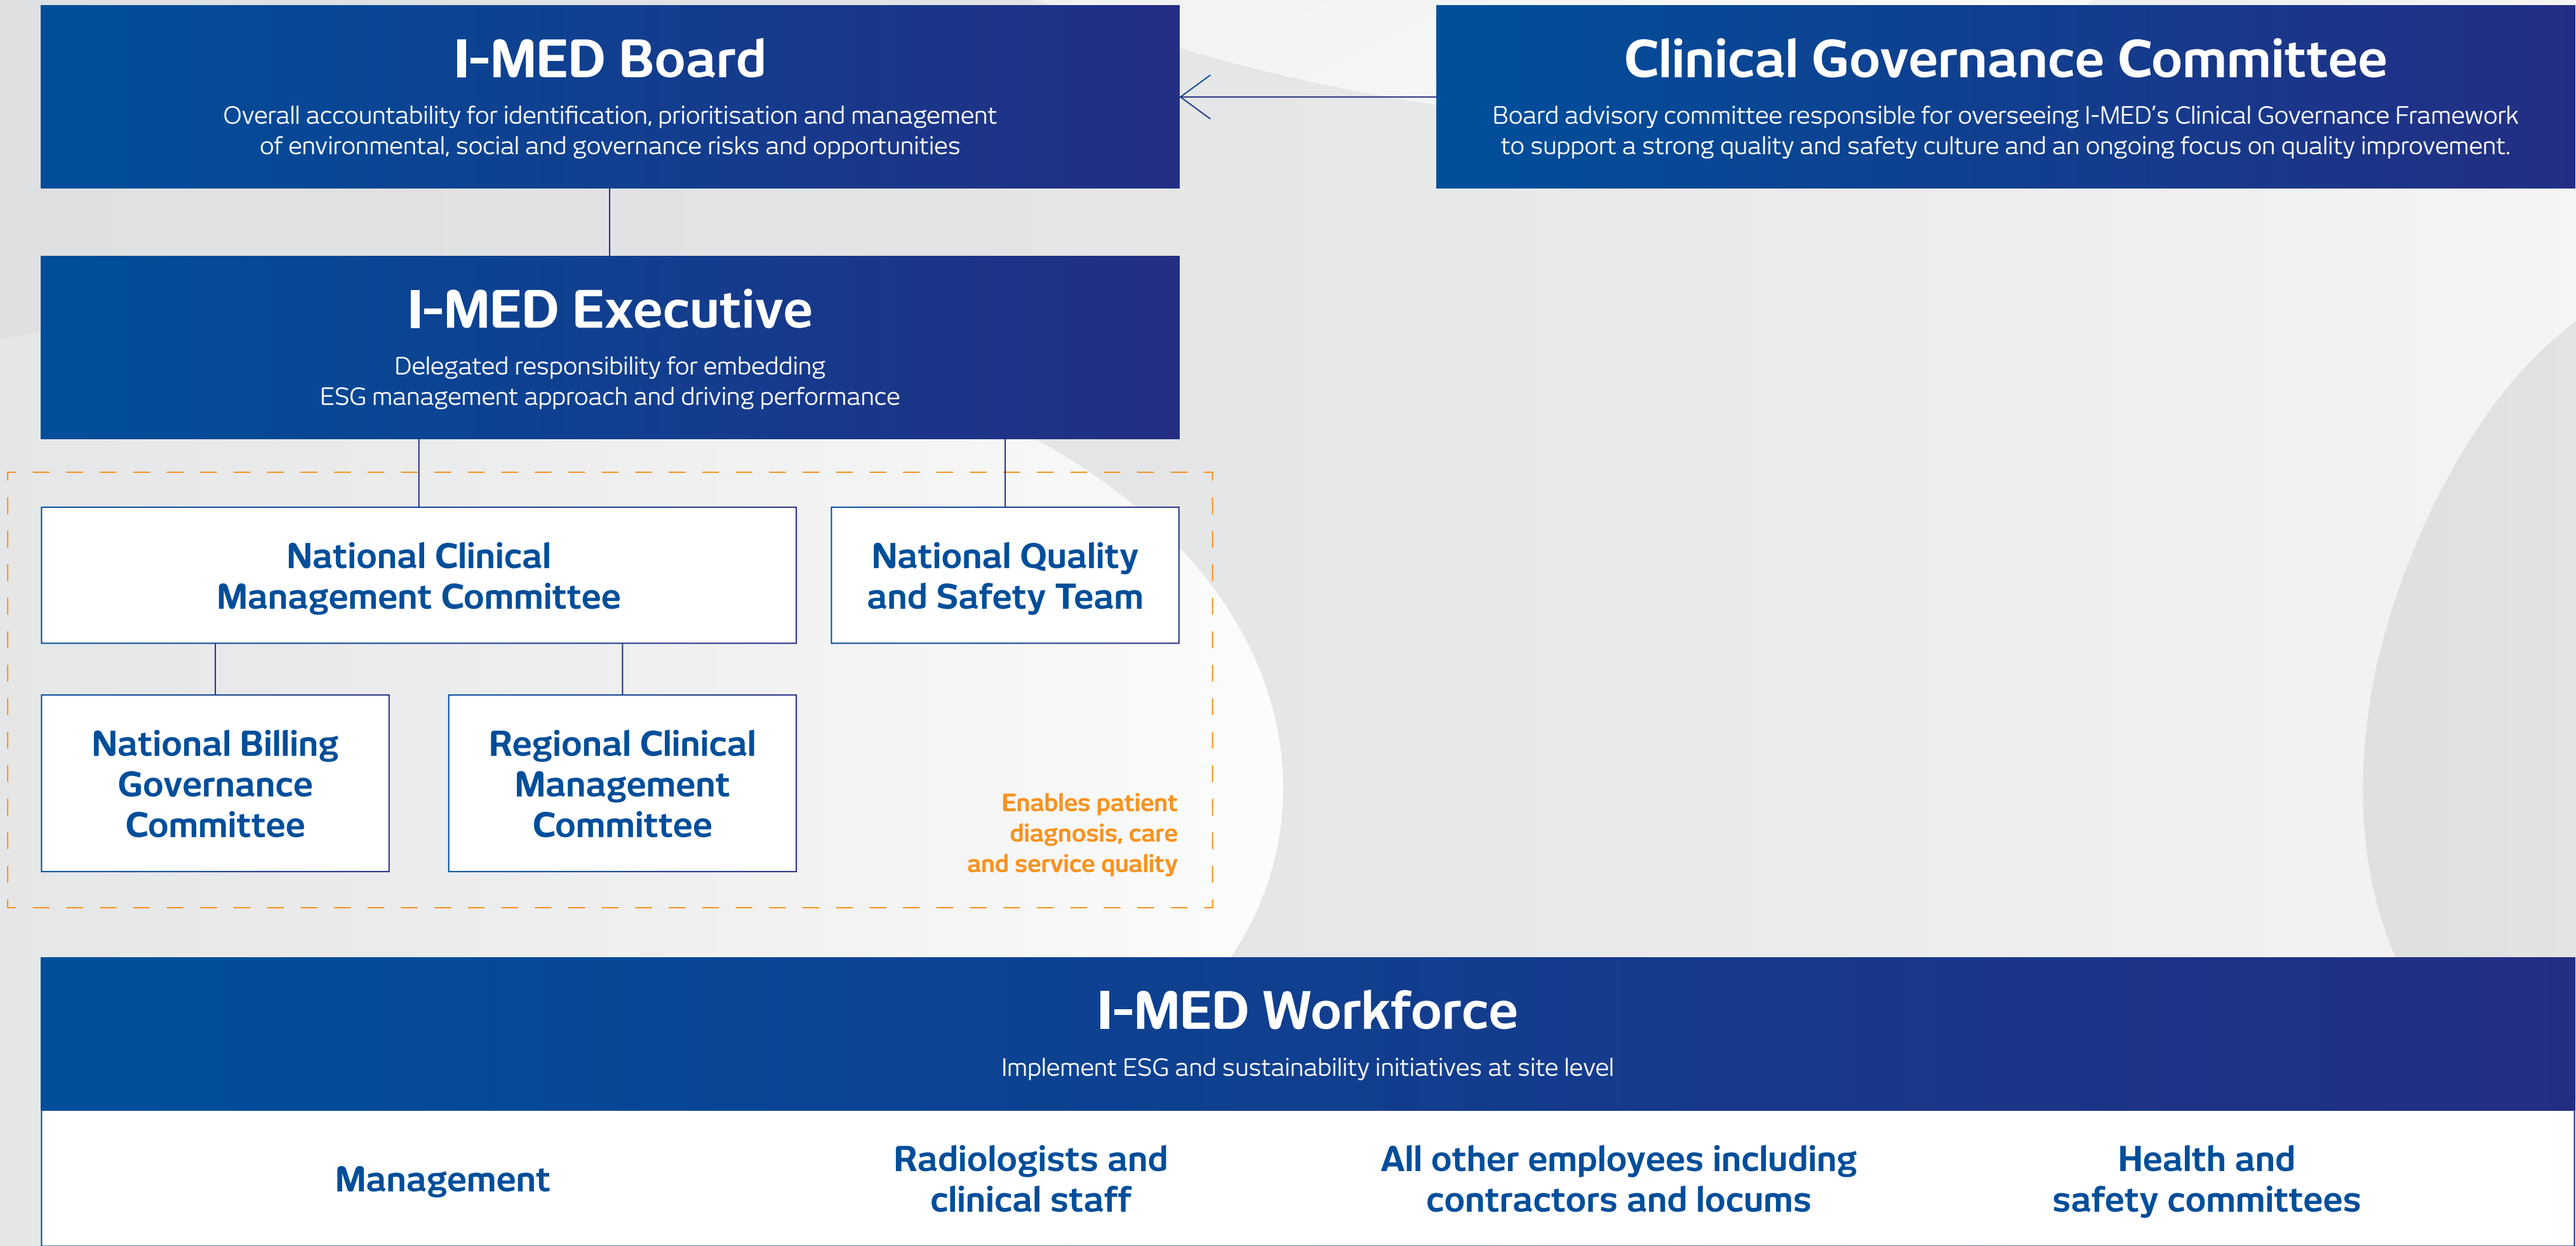 I-MED Board
Overall accountability for identification, prioritisation and management
of environmental, social and governance risks and opportunities
Clinical Governance Committee
Board advisory committee responsible for overseeing I-MED's Clinical Governance Framework
to support a strong quality and safety culture and an ongoing focus on quality improvement.
I-MED Executive
Delegated responsibility for embedding
ESG management approach and driving performance
National Clinical
Management Committee
National Quality
and Safety Team
National Billing
Governance
Committee
Regional Clinical
Management
Committee
Enables patient
diagnosis, care
and service quality
I-MED Workforce
Implement ESG and sustainability initiatives at site level
Management
Radiologists and
clinical staff
All other employees including
contractors and locums
Health and
safety committees